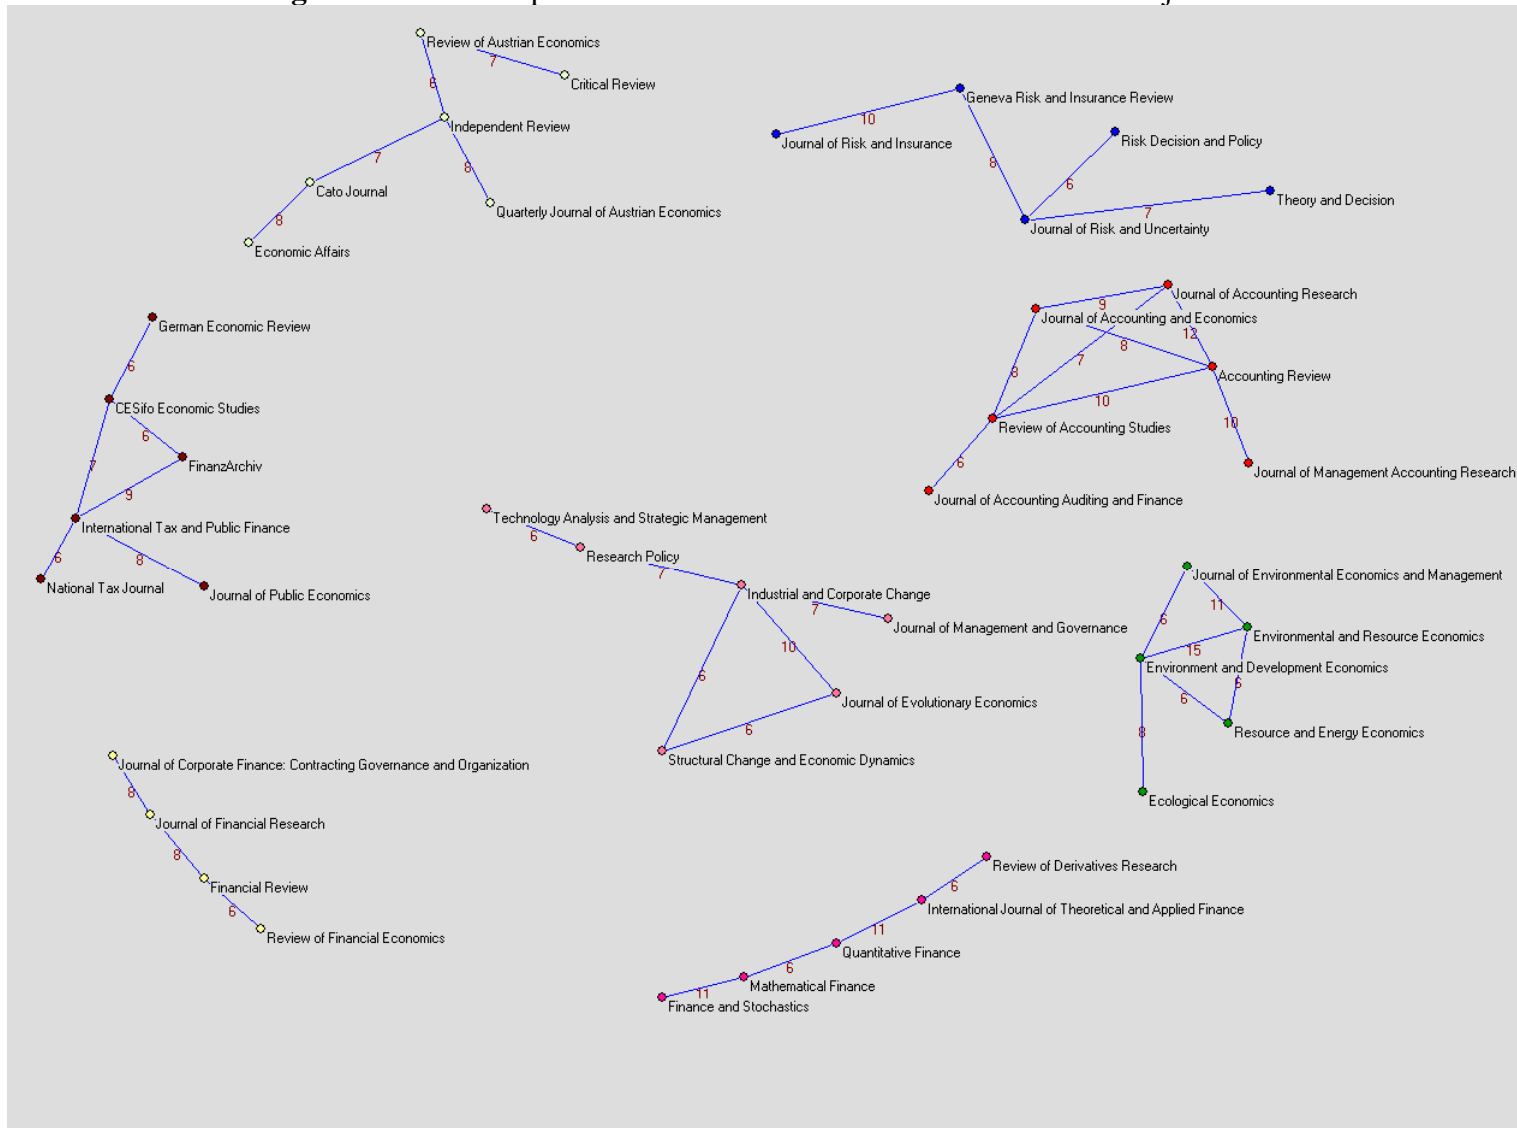 Review of Austrian Economics
7
6
Critical Review
Independent Review
7
8
Cato Journal
Quarterly Journal of Austrian Economics
8
Economic Affairs
Geneva Risk and Insurance Review
10
Journal of Risk and Insurance
Risk Decision and Policy
8
6
Theory and Decision
7
Journal of Risk and Uncertainty
Journal of Accounting Research
9
Journal of Accounting and Economics
12
8
7
8
Accounting Review
10
10
Review of Accounting Studies
6
Journal of Management Accounting Research
Journal of Accounting Auditing and Finance
German Economic Review
6
CESifo Economic Studies
6
7
FinanzArchiv
9
International Tax and Public Finance
6
8
National Tax Journal
Journal of Public Economics
Technology Analysis and Strategic Management
6
Research Policy
7
Industrial and Corporate Change
7
Journal of Management and Governance
10
6
Journal of Evolutionary Economics
6
Structural Change and Economic Dynamics
Journal of Environmental Economics and Management
11
6
Environmental and Resource Economics
15
Environment and Development Economics
6
6
8
Resource and Energy Economics
Ecological Economics
Journal of Corporate Finance: Contracting Governance and Organization
8
Journal of Financial Research
8
Financial Review
6
Review of Financial Economics
Review of Derivatives Research
6
International Journal of Theoretical and Applied Finance
11
Quantitative Finance
6
Mathematical Finance
11
Finance and Stochastics